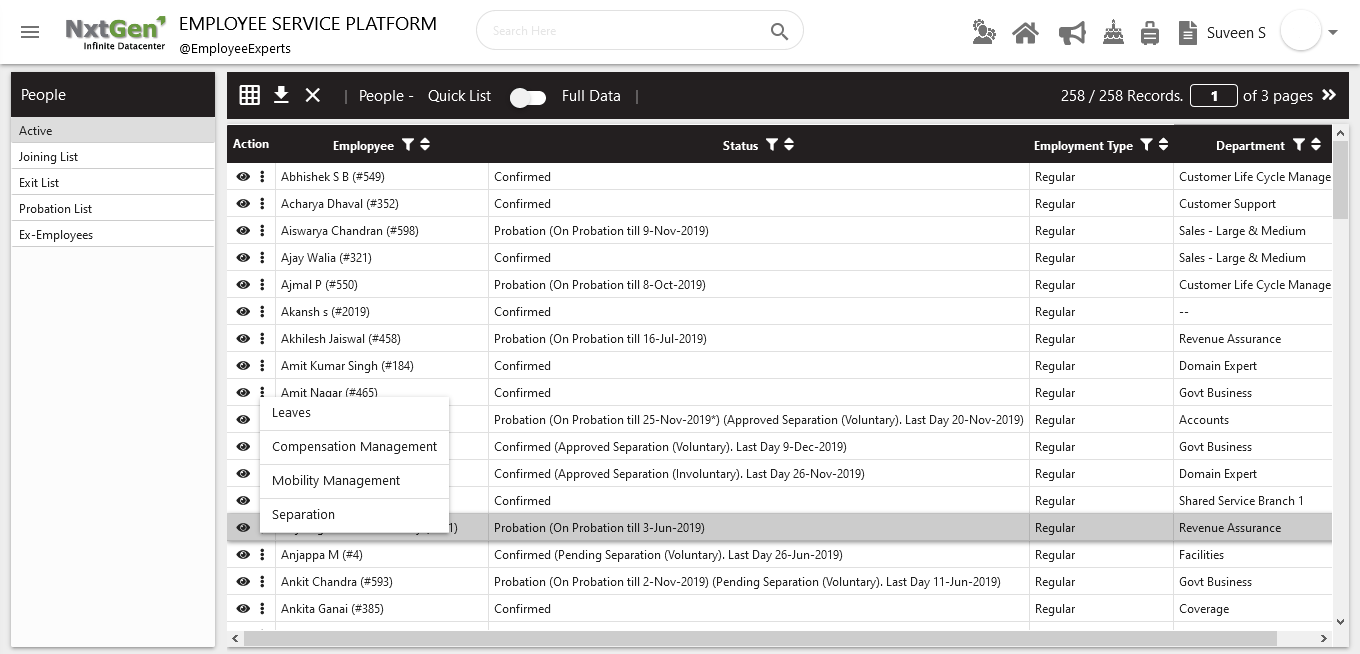 NxtGen
Infinite Datacenter
EMPLOYEE SERVICE PLATFORM
@EmployeeExperts
Search Here
Suveen S
People
Active
Joining List
Exit List
Probation List
Ex-Employees
| People - Quick List Full Data |
258 / 258 Records. 1 of 3 pages
Action Employee Status Employment Type Department
Abhishek S B (#549) Confirmed Regular Customer Life Cycle Manage
Acharya Dhaval (#352) Confirmed Regular Customer Support
Aiswarya Chandran (#598) Probation (On Probation till 9-Nov-2019) Regular Sales - Large & Medium
Ajay Walia (#321) Confirmed Regular Sales - Large & Medium
Ajmal P (#550) Probation (On Probation till 8-Oct-2019) Regular Customer Life Cycle Manage
Akansh s (#2019) Confirmed Regular --
Akhilesh Jaiswal (#458) Probation (On Probation till 16-Jul-2019) Regular Revenue Assurance
Amit Kumar Singh (#184) Confirmed Regular Domain Expert
Amit Nagar (#465) Confirmed Regular Govt Business
Leaves
Compensation Management
Mobility Management
Separation
Probation (On Probation till 25-Nov-2019*) (Approved Separation (Voluntary). Last Day 20-Nov-2019) Regular Accounts
Confirmed (Approved Separation (Voluntary). Last Day 9-Dec-2019) Regular Govt Business
Confirmed (Approved Separation (Involuntary). Last Day 26-Nov-2019) Regular Domain Expert
Confirmed Regular Shared Service Branch 1
1) Probation (On Probation till 3-Jun-2019) Regular Revenue Assurance
Anjappa M (#4) Confirmed (Pending Separation (Voluntary). Last Day 26-Jun-2019) Regular Facilities
Ankit Chandra (#593) Probation (On Probation till 2-Nov-2019) (Pending Separation (Voluntary). Last Day 11-Jun-2019) Regular Govt Business
Ankita Ganai (#385) Confirmed Regular Coverage